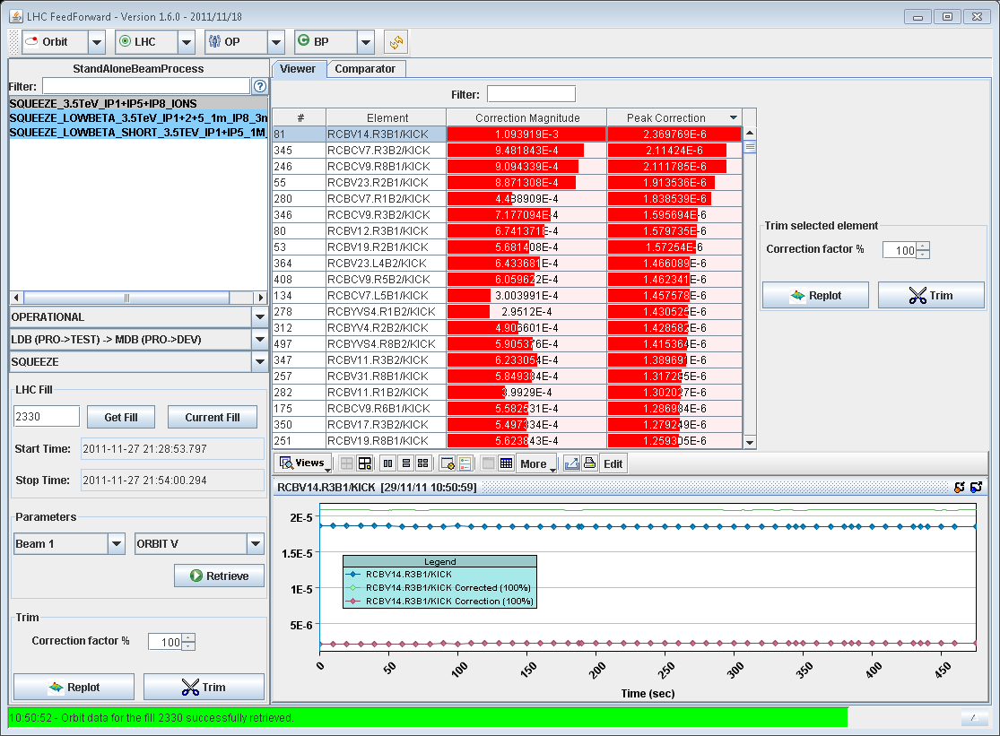 LHC FeedForward - Version 1.6.0 - 2011/11/18
Orbit LHC OP BP
StandAloneBeamProcess
Filter:
SQUEEZE_3.5TeV_IP1+IP5+IP8_IONS
SQUEEZE_LOWBETA_3.5TeV_IP1+2+5_1m_IP8_3n
SQUEEZE_LOWBETA_SHORT_3.5TEV_IP1+IP5_1M
OPERATIONAL
LDB (PRO->TEST) -> MDB (PRO->DEV)
SQUEEZE
LHC Fill
2330 Get Fill Current Fill
Start Time: 2011-11-27 21:28:53.797
Stop Time: 2011-11-27 21:54:00.294
Parameters
Beam 1 ORBIT V
Retrieve
Trim
Correction factor % 100
Replot Trim
Viewer Comparator
Filter:
# Element Correction Magnitude Peak Correction
81 RCBV14.R3B1/KICK 1.093919E-3 2.369769E-6
345 RCBCV7.R3B2/KICK 9.481843E-4 2.11424E-6
246 RCBCV9.R8B1/KICK 9.094339E-4 2.111785E-6
55 RCBV23.R2B1/KICK 8.871308E-4 1.913536E-6
280 RCBCV7.R1B2/KICK 4.438909E-4 1.838539E-6
346 RCBCV9.R3B2/KICK 7.177094E-4 1.595694E-6
80 RCBV12.R3B1/KICK 6.741371E-4 1.579735E-6
53 RCBV19.R2B1/KICK 5.681408E-4 1.57254E-6
364 RCBV23.L4B2/KICK 6.433681E-4 1.466089E-6
408 RCBCV9.R5B2/KICK 6.059622E-4 1.462341E-6
134 RCBCV7.L5B1/KICK 3.003991E-4 1.457578E-6
278 RCBYVS4.R1B2/KICK 2.9512E-4 1.430525E-6
312 RCBYV4.R2B2/KICK 4.906601E-4 1.428582E-6
497 RCBYVS4.R8B2/KICK 5.905376E-4 1.415364E-6
347 RCBV11.R3B2/KICK 6.233054E-4 1.389691E-6
257 RCBV31.R8B1/KICK 5.849384E-4 1.317285E-6
282 RCBV11.R1B2/KICK 3.9929E-4 1.302027E-6
175 RCBCV9.R6B1/KICK 5.582531E-4 1.286984E-6
350 RCBV17.R3B2/KICK 5.497334E-4 1.279249E-6
251 RCBV19.R8B1/KICK 5.623843E-4 1.259305E-6
Trim selected element
Correction factor % 100
Replot Trim
Views More Edit
RCBV14.R3B1/KICK [29/11/11 10:50:59]
2E-5
1.5E-5
1E-5
5E-6
Legend
RCBV14.R3B1/KICK
RCBV14.R3B1/KICK Corrected (100%)
RCBV14.R3B1/KICK Correction (100%)
0 50 100 150 200 250 300 350 400 450
Time (sec)
10:50:52 - Orbit data for the fill 2330 successfully retrieved.